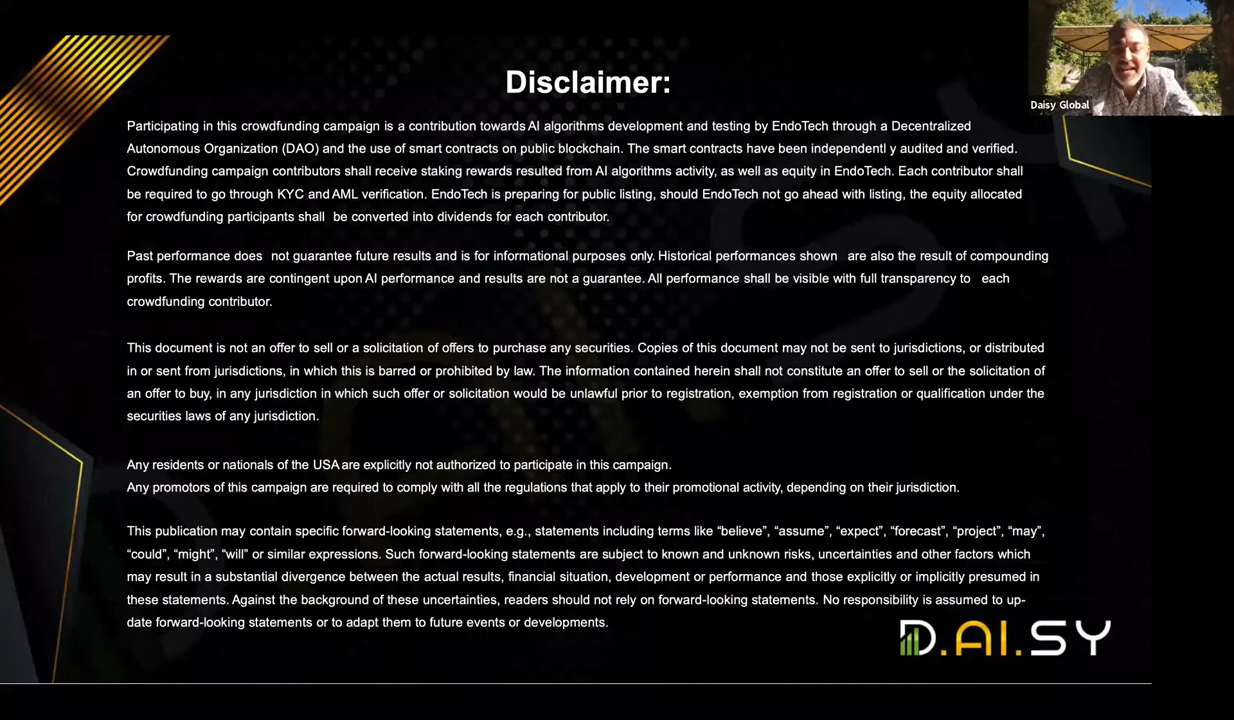 Disclaimer:
Daisy Global
Participating in this crowdfunding campaign is a contribution towards AI algorithms development and testing by EndoTech through a Decentralized
Autonomous Organization (DAO) and the use of smart contracts on public blockchain. The smart contracts have been independentl y audited and verified.
Crowdfunding campaign contributors shall receive staking rewards resulted from AI algorithms activity, as well as equity in EndoTech. Each contributor shall
be required to go through KYC and AML verification. EndoTech is preparing for public listing, should EndoTech not go ahead with listing, the equity allocated
for crowdfunding participants shall be converted into dividends for each contributor.
Past performance does not guarantee future results and is for informational purposes only. Historical performances shown are also the result of compounding
profits. The rewards are contingent upon AI performance and results are not a guarantee. All performance shall be visible with full transparency to each
crowdfunding contributor.
This document is not an offer to sell or a solicitation of offers to purchase any securities. Copies of this document may not be sent to jurisdictions, or distributed
in or sent from jurisdictions, in which this is barred or prohibited by law. The information contained herein shall not constitute an offer to sell or the solicitation of
an offer to buy, in any jurisdiction in which such offer or solicitation would be unlawful prior to registration, exemption from registration or qualification under the
securities laws of any jurisdiction.
Any residents or nationals of the USA are explicitly not authorized to participate in this campaign.
Any promotors of this campaign are required to comply with all the regulations that apply to their promotional activity, depending on their jurisdiction.
This publication may contain specific forward-looking statements, e.g., statements including terms like “believe”, “assume”, “expect”, “forecast”, “project”, “may”,
“could”, “might”, “will” or similar expressions. Such forward-looking statements are subject to known and unknown risks, uncertainties and other factors which
may result in a substantial divergence between the actual results, financial situation, development or performance and those explicitly or implicitly presumed in
these statements. Against the background of these uncertainties, readers should not rely on forward-looking statements. No responsibility is assumed to up-
date forward-looking statements or to adapt them to future events or developments.
D.AI.SY